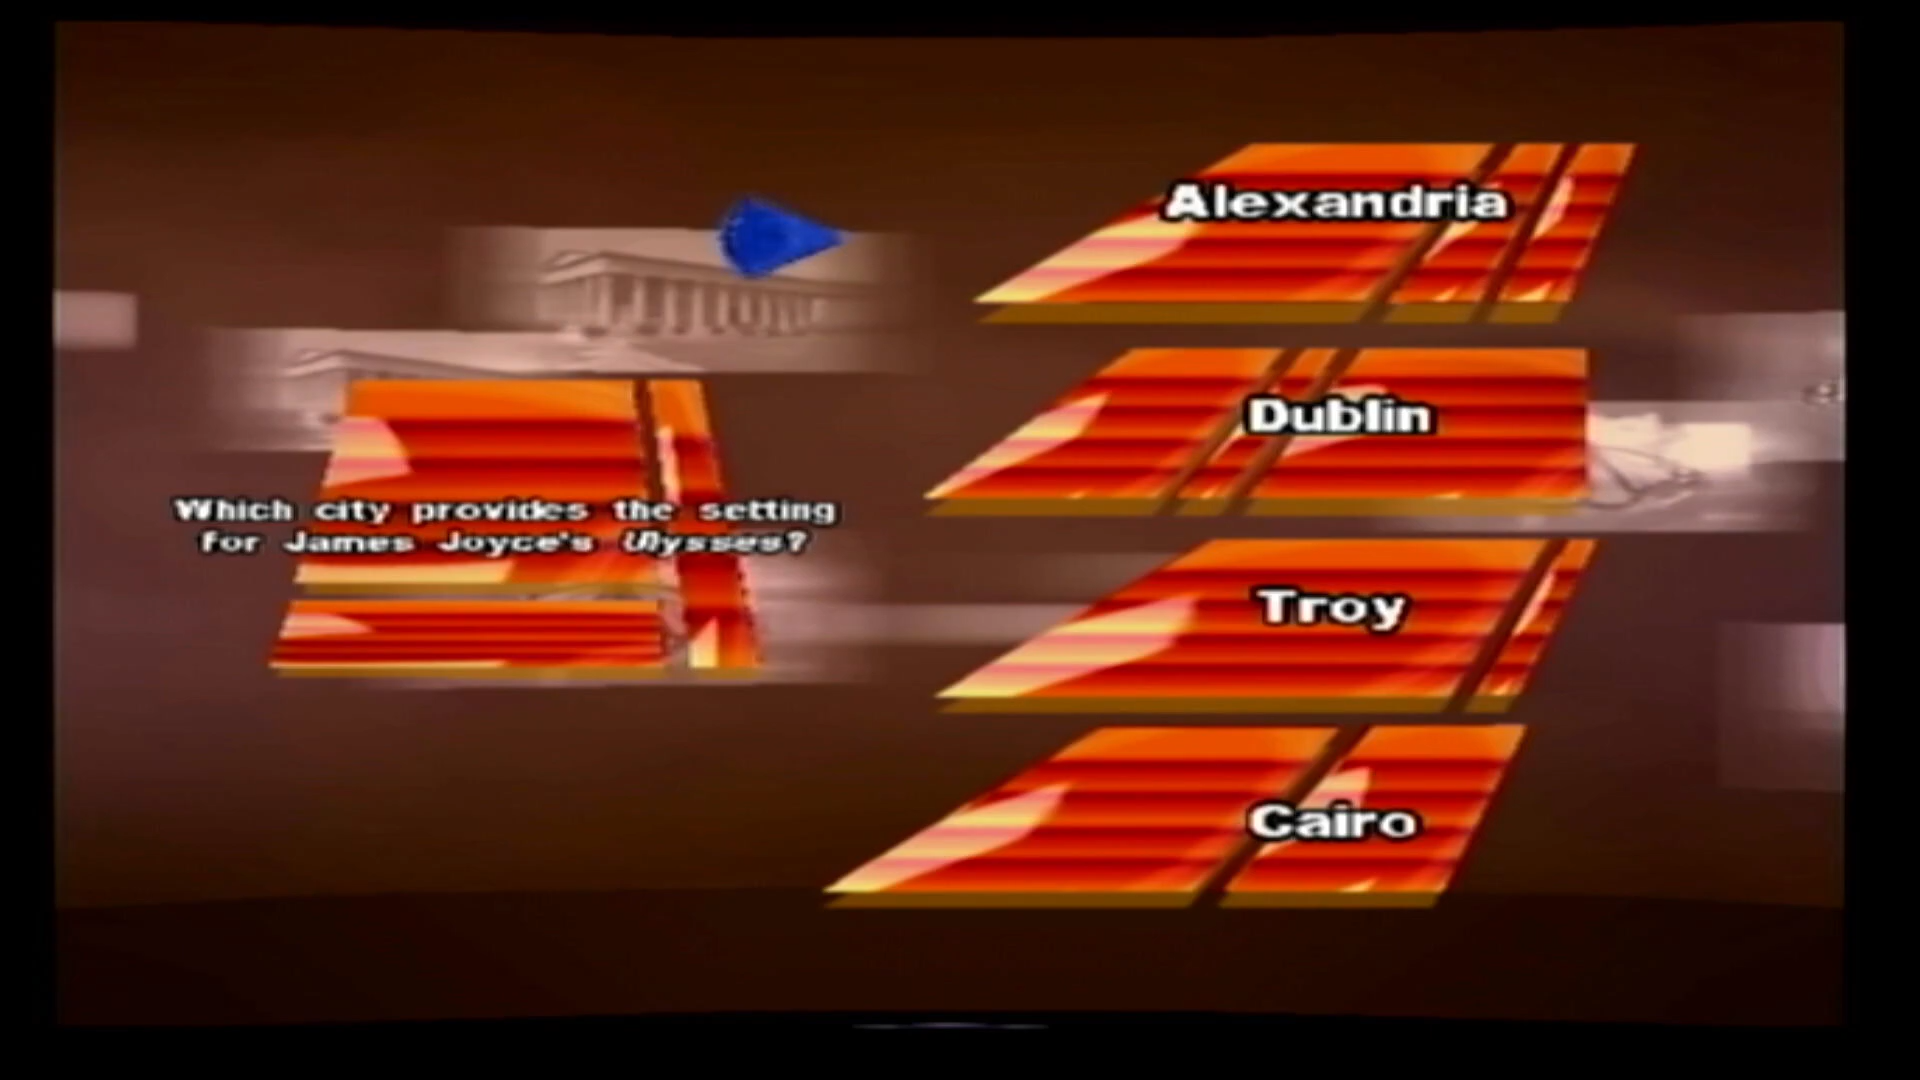 Which city provides the setting
for James Joyce's Ulysses?
Alexandria
Dublin
Troy
Cairo